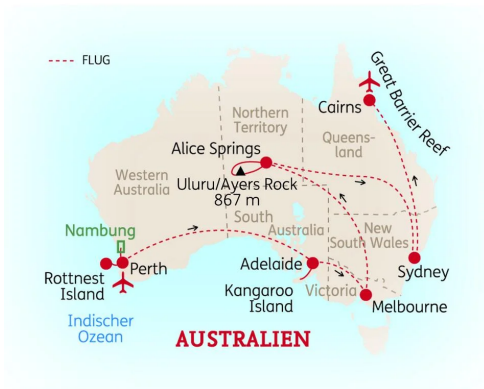 FLUG
Great Barrier Reef
Cairns
Northern
Territory
Queens-
land
Alice Springs
Western
Australia
Uluru/Ayers Rock
867 m
South
Australia
New
South Wales
Nambung
Perth
Rottnest
Island
Adelaide
Kangaroo
Island
Victoria
Sydney
Melbourne
Indischer
Ozean
AUSTRALIEN